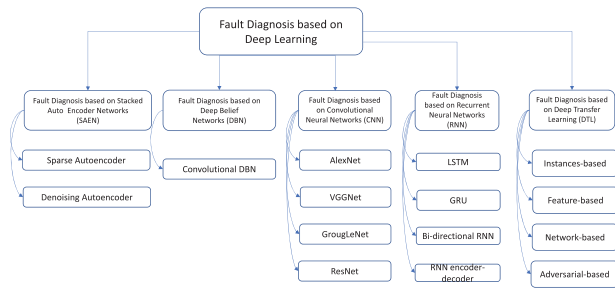 Fault Diagnosis based on
Deep Learning
Fault Diagnosis based on Stacked
Auto Encoder Networks
(SAEN)
Sparse Autoencoder
Denoising Autoencoder
Fault Diagnosis based on
Deep Belief
Networks (DBN)
Convolutional DBN
Fault Diagnosis based
on Convolutional
Neural Networks (CNN)
AlexNet
VGGNet
GrougLeNet
ResNet
Fault Diagnosis
based on Recurrent
Neural Networks
(RNN)
LSTM
GRU
Bi-directional RNN
RNN encoder-
decoder
Fault Diagnosis based
on Deep Transfer
Learning (DTL)
Instances-based
Feature-based
Network-based
Adversarial-based